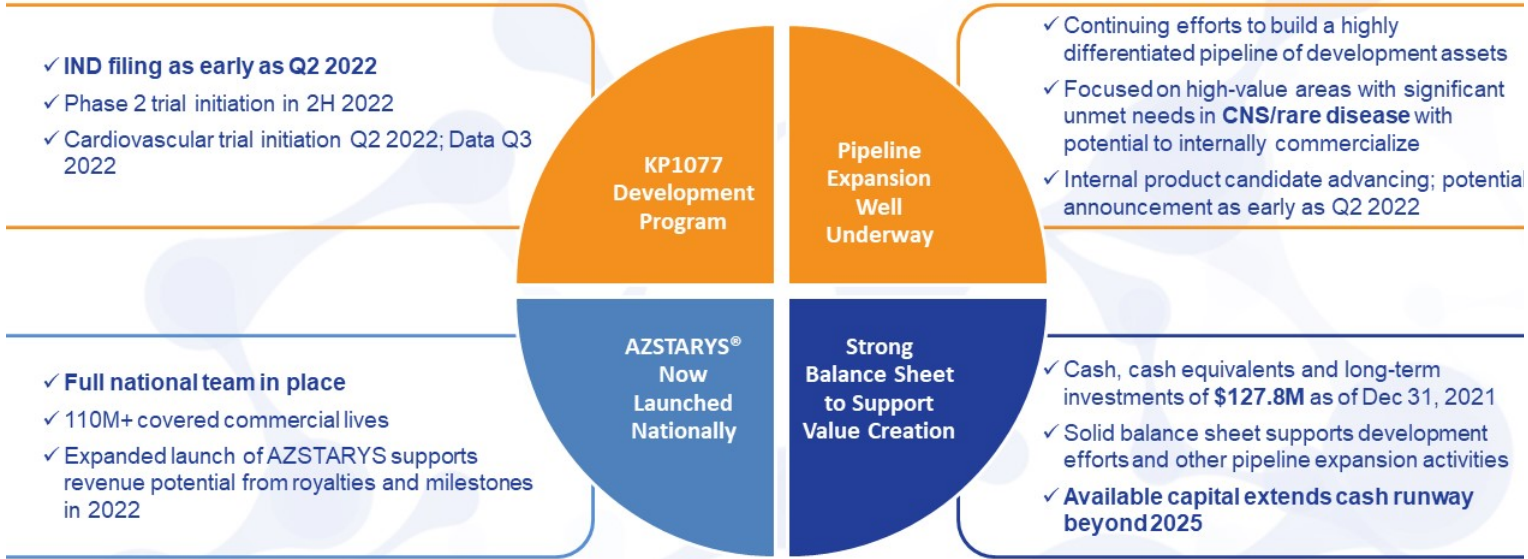 ✓ IND filing as early as Q2 2022
✓ Phase 2 trial initiation in 2H 2022
✓ Cardiovascular trial initiation Q2 2022; Data Q3
2022
KP1077
Development
Program
Pipeline
Expansion
Well
Underway
✓ Continuing efforts to build a highly
differentiated pipeline of development assets
✓ Focused on high-value areas with significant
unmet needs in CNS/rare disease with
potential to internally commercialize
✓ Internal product candidate advancing; potential
announcement as early as Q2 2022
✓ Full national team in place
✓ 110M+ covered commercial lives
✓ Expanded launch of AZSTARYS supports
revenue potential from royalties and milestones
in 2022
AZSTARYS®
Now
Launched
Nationally
Strong
Balance Sheet
to Support
Value Creation
✓ Cash, cash equivalents and long-term
investments of $127.8M as of Dec 31, 2021
✓ Solid balance sheet supports development
efforts and other pipeline expansion activities
✓ Available capital extends cash runway
beyond 2025